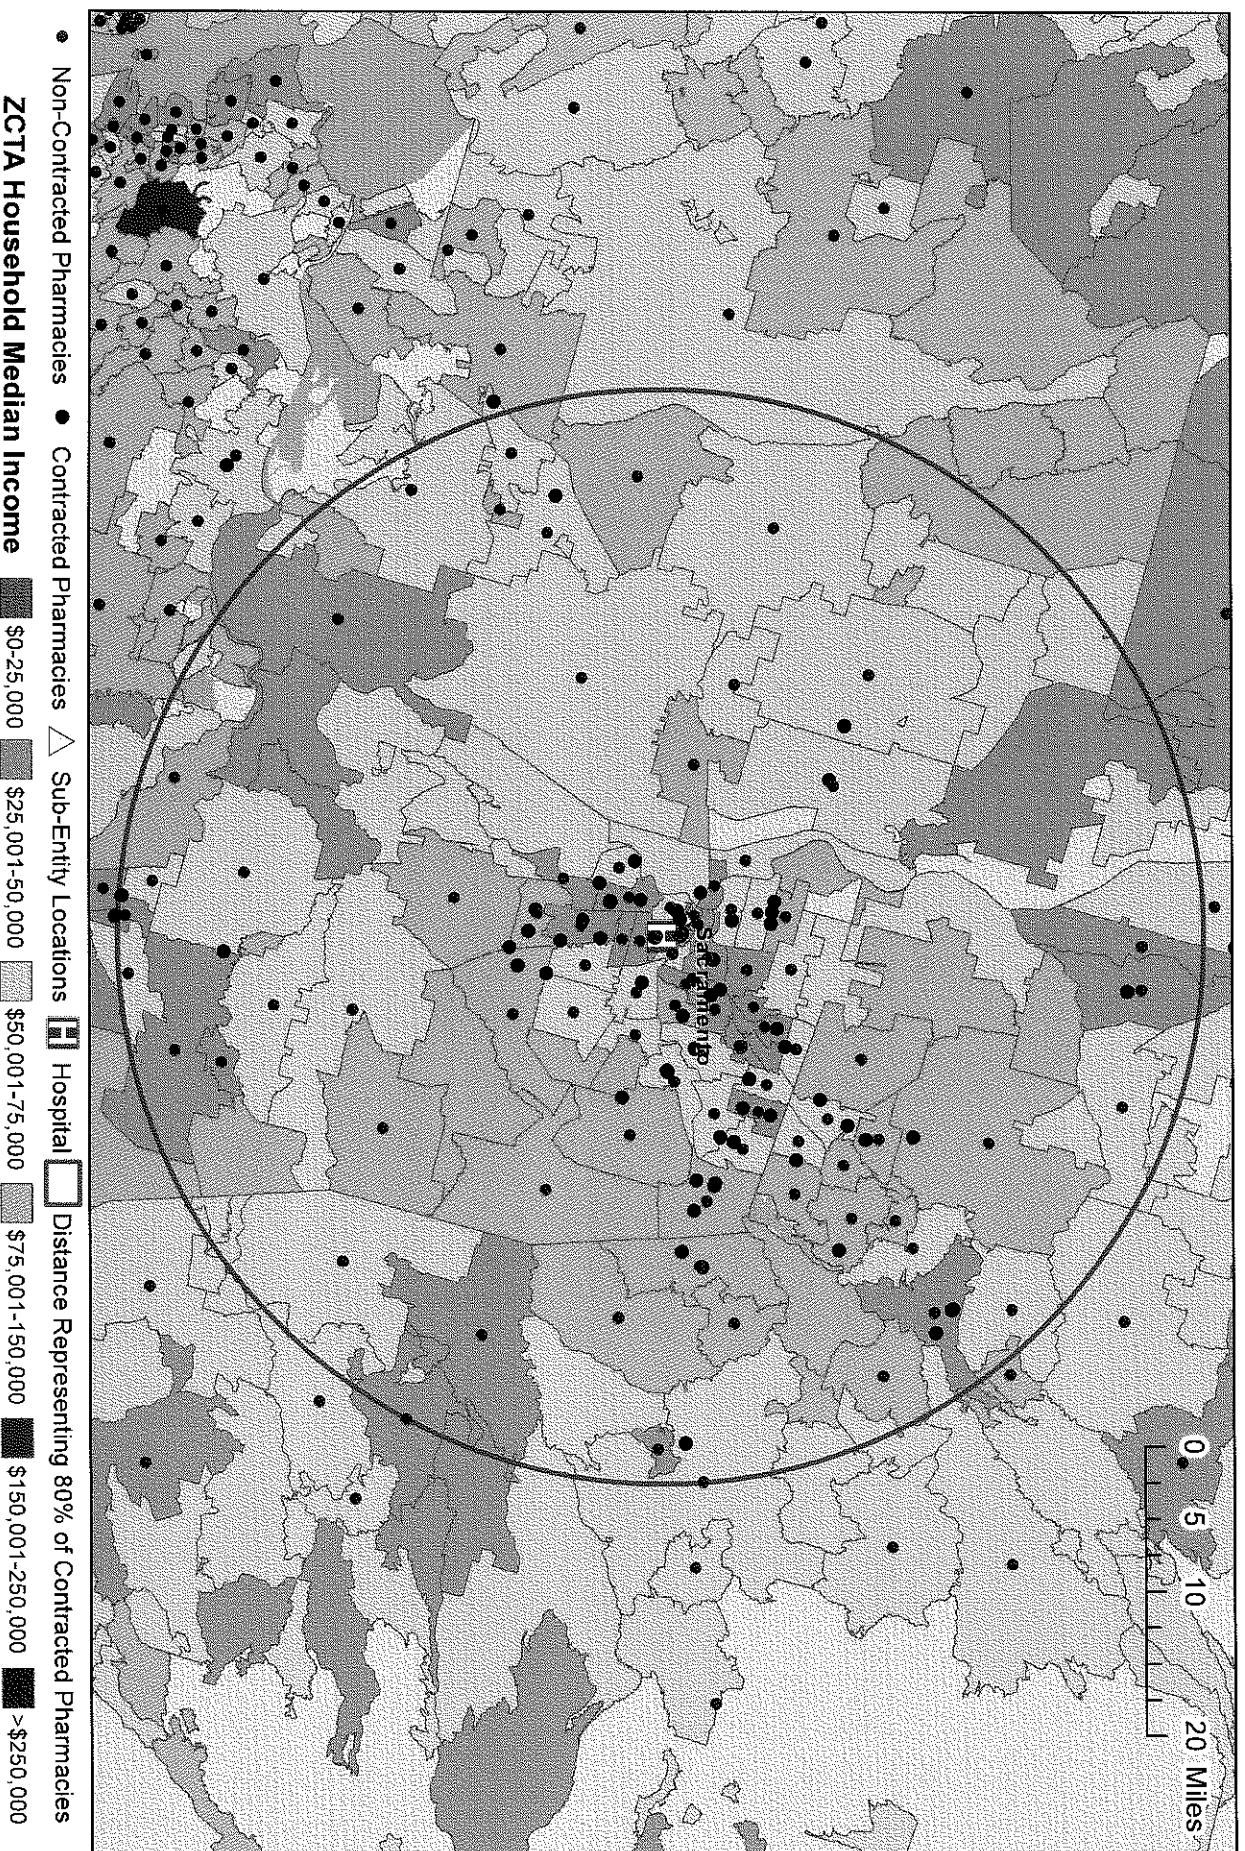 0 5 10 20 Miles
Sacramento
H
Non-Contracted Pharmacies Contracted Pharmacies Sub-Entity Locations H Hospital Distance Representing 80% of Contracted Pharmacies
ZCTA Household Median Income $0-25,000 $25,001-50,000 $50,001-75,000 $75,001-150,000 $150,001-250,000 >$250,000